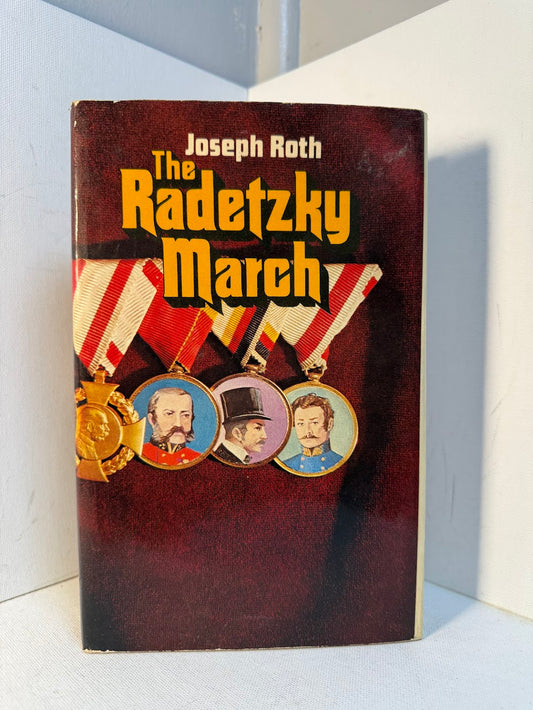 Joseph Roth
The
Radetzky
March